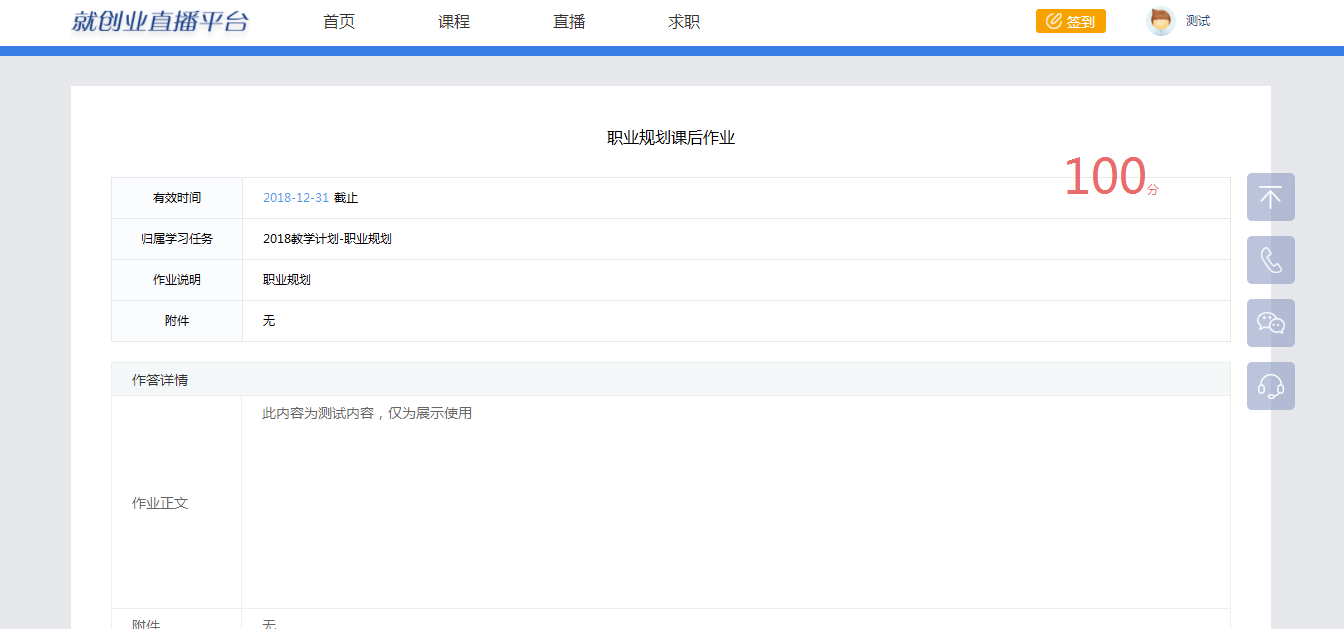 就创业直播平台 首页 课程 直播 求职 签到 测试
职业规划课后作业
100分
有效时间 2018-12-31 截止
归属学习任务 2018教学计划-职业规划
作业说明 职业规划
附件 无
作答详情
此内容为测试内容，仅为展示使用
作业正文
附件 无